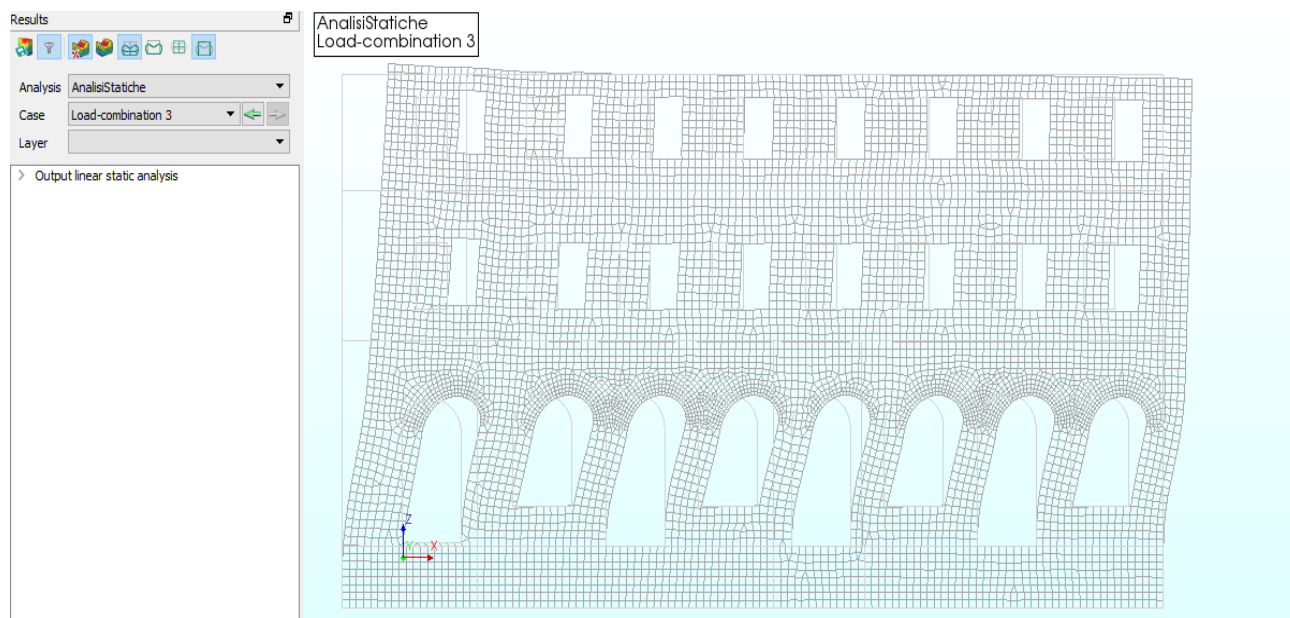 Results
Analysis AnalisiStatiche
Case Load-combination 3
Layer
Output linear static analysis
AnalisiStatiche
Load-combination 3
Z
Y X